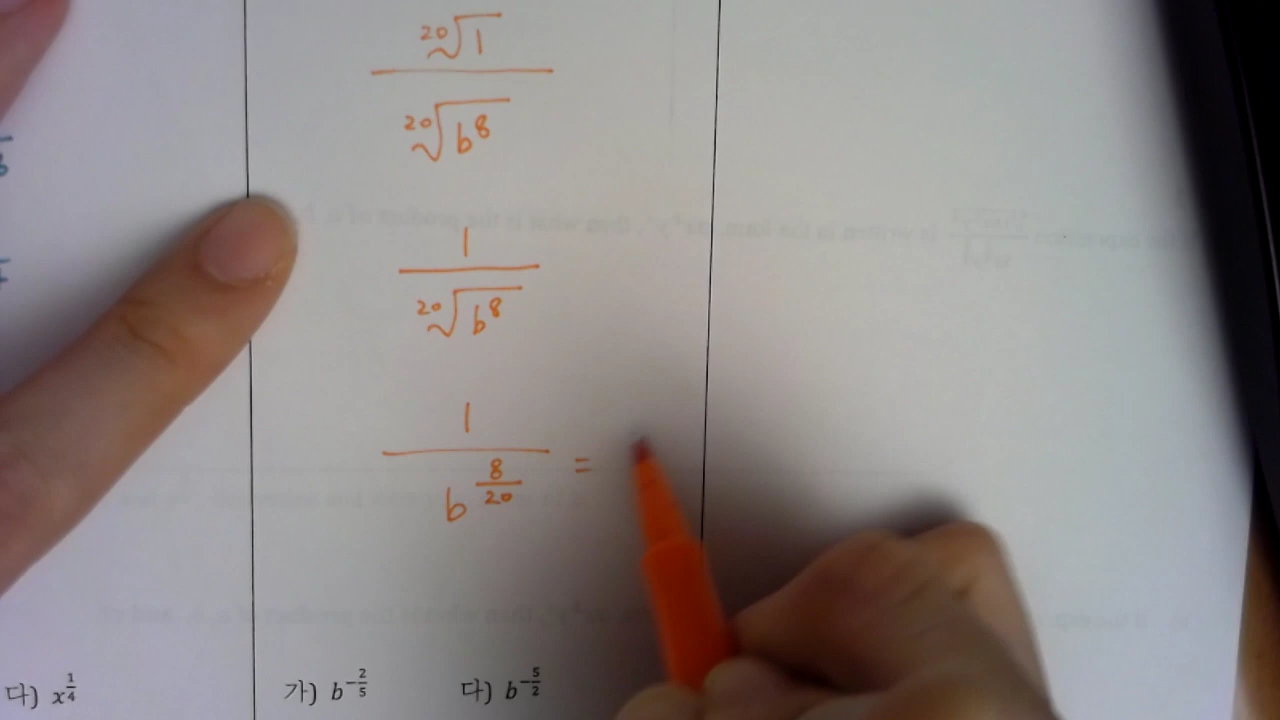 ²⁰√1 / ²⁰√b⁸
1 / ²⁰√b⁸
1 / b^(8/20) =
다) x^(1/4) 가) b^(-2/5) 다) b^(-5/2)